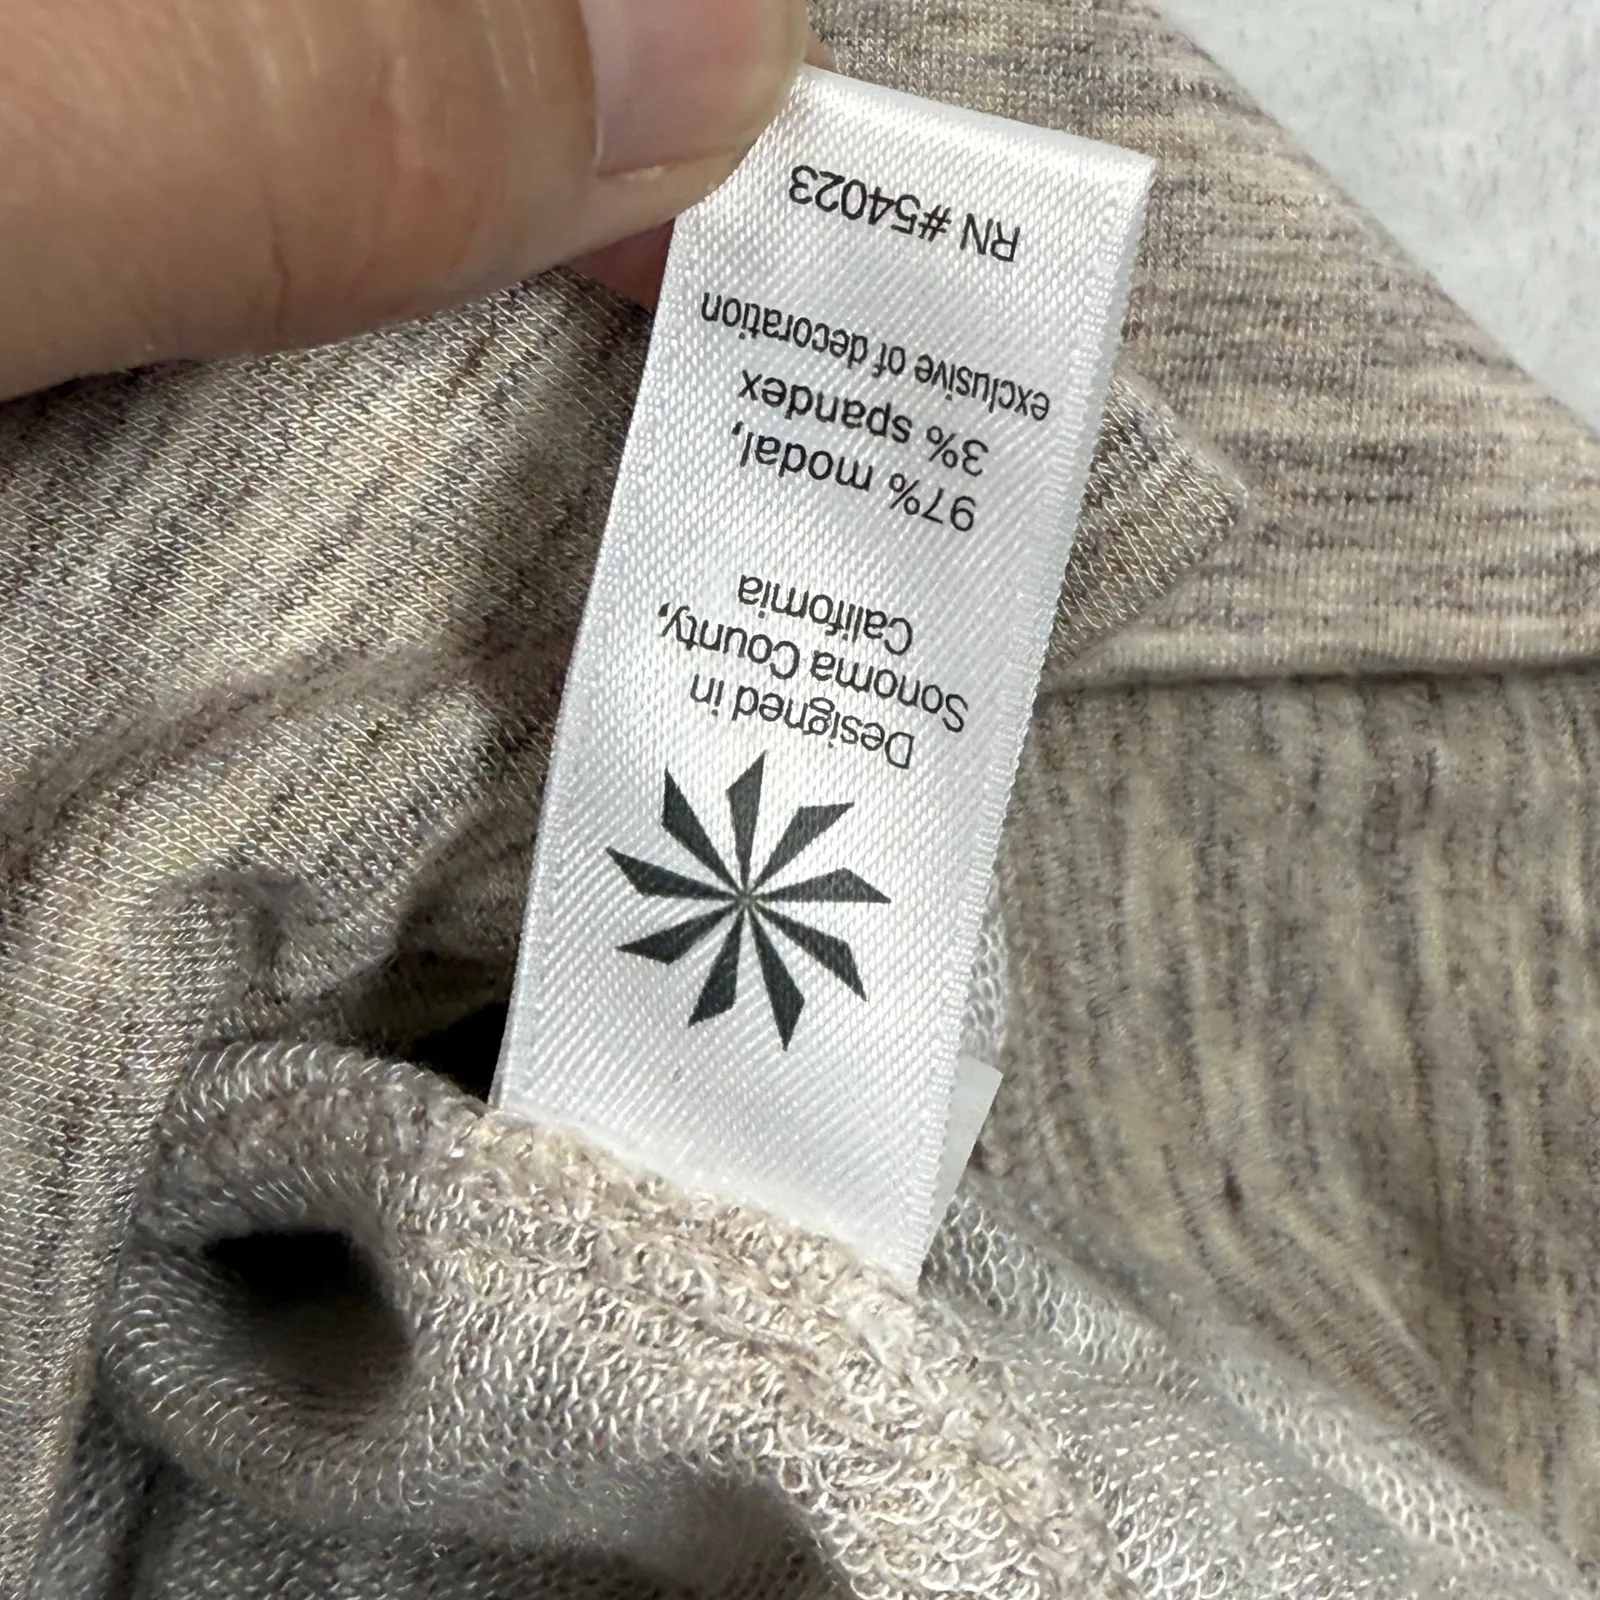 Designed in
Sonoma County,
California
97% modal,
3% spandex
exclusive of decoration
RN #54023